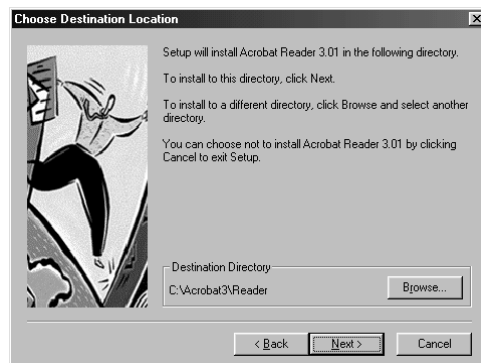 Choose Destination Location
Setup will install Acrobat Reader 3.01 in the following directory.
To install to this directory, click Next.
To install to a different directory, click Browse and select another
directory.
You can choose not to install Acrobat Reader 3.01 by clicking
Cancel to exit Setup.
Destination Directory
C:\Acrobat3\Reader
Browse...
< Back
Next >
Cancel